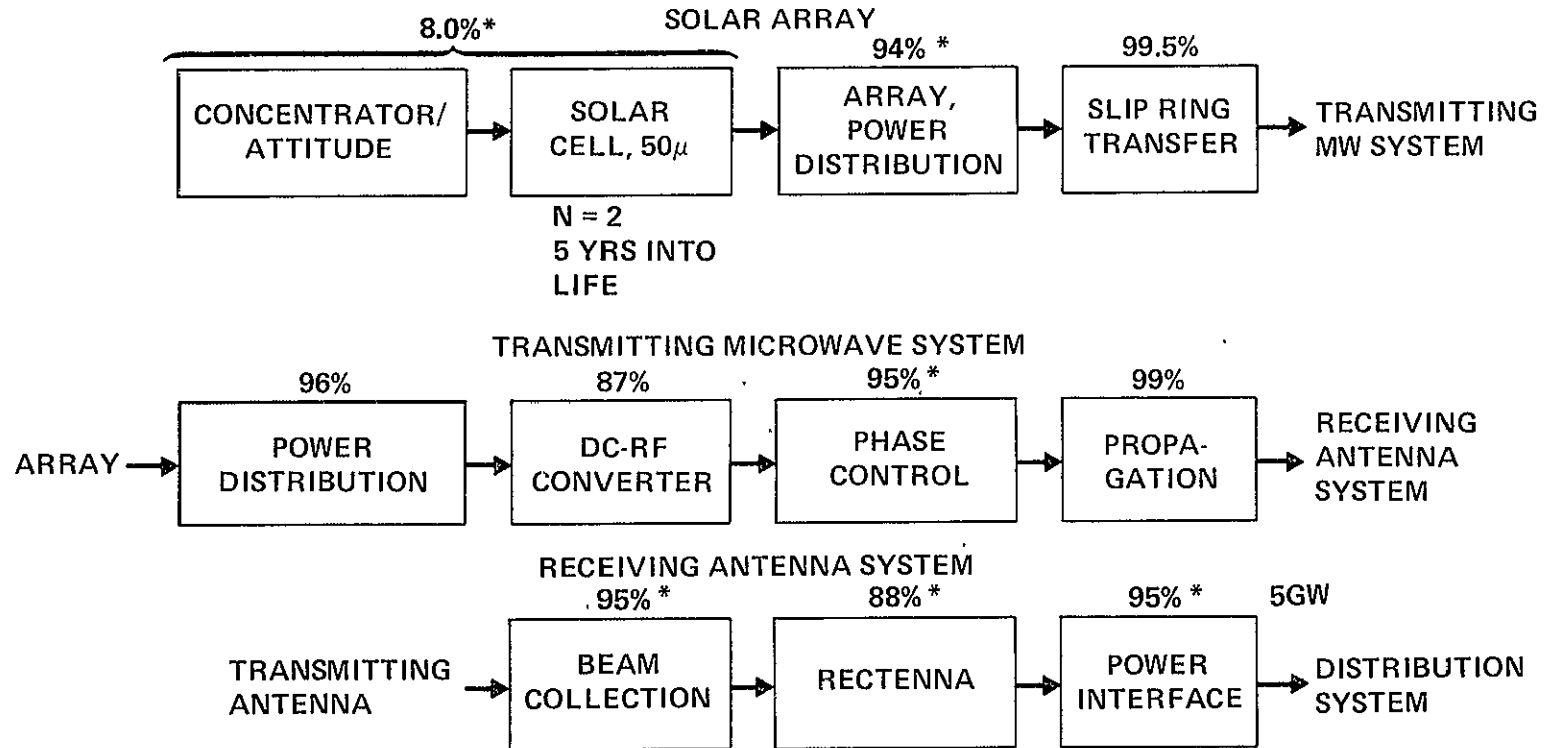 SOLAR ARRAY
8.0%*
94% *
99.5%
CONCENTRATOR/
ATTITUDE
SOLAR
CELL, 50μ
ARRAY,
POWER
DISTRIBUTION
SLIP RING
TRANSFER
TRANSMITTING
MW SYSTEM
N = 2
5 YRS INTO
LIFE
TRANSMITTING MICROWAVE SYSTEM
96%
87%
95% *
99%
ARRAY
POWER
DISTRIBUTION
DC-RF
CONVERTER
PHASE
CONTROL
PROPA-
GATION
RECEIVING
ANTENNA
SYSTEM
RECEIVING ANTENNA SYSTEM
95% *
88% *
95% *
5GW
TRANSMITTING
ANTENNA
BEAM
COLLECTION
RECTENNA
POWER
INTERFACE
DISTRIBUTION
SYSTEM